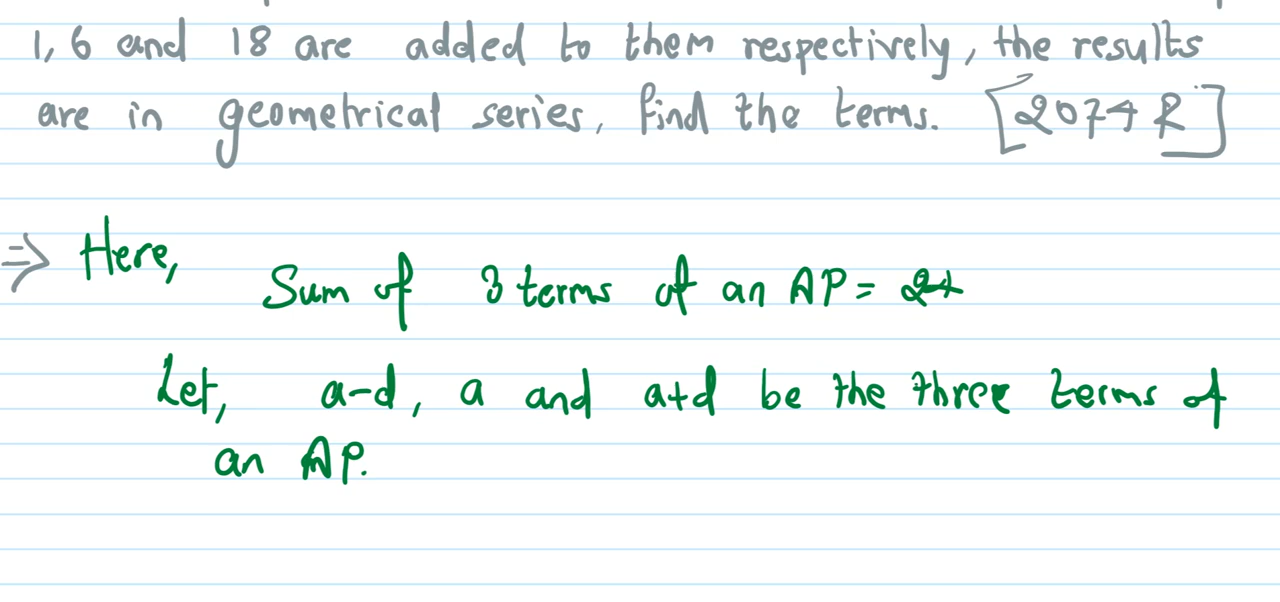 1, 6 and 18 are added to them respectively, the results
are in geometrical series, find the terms. [2074 R]
⇒ Here,
Sum of 3 terms of an AP = 24
Let, a-d, a and a+d be the three terms of
an AP.